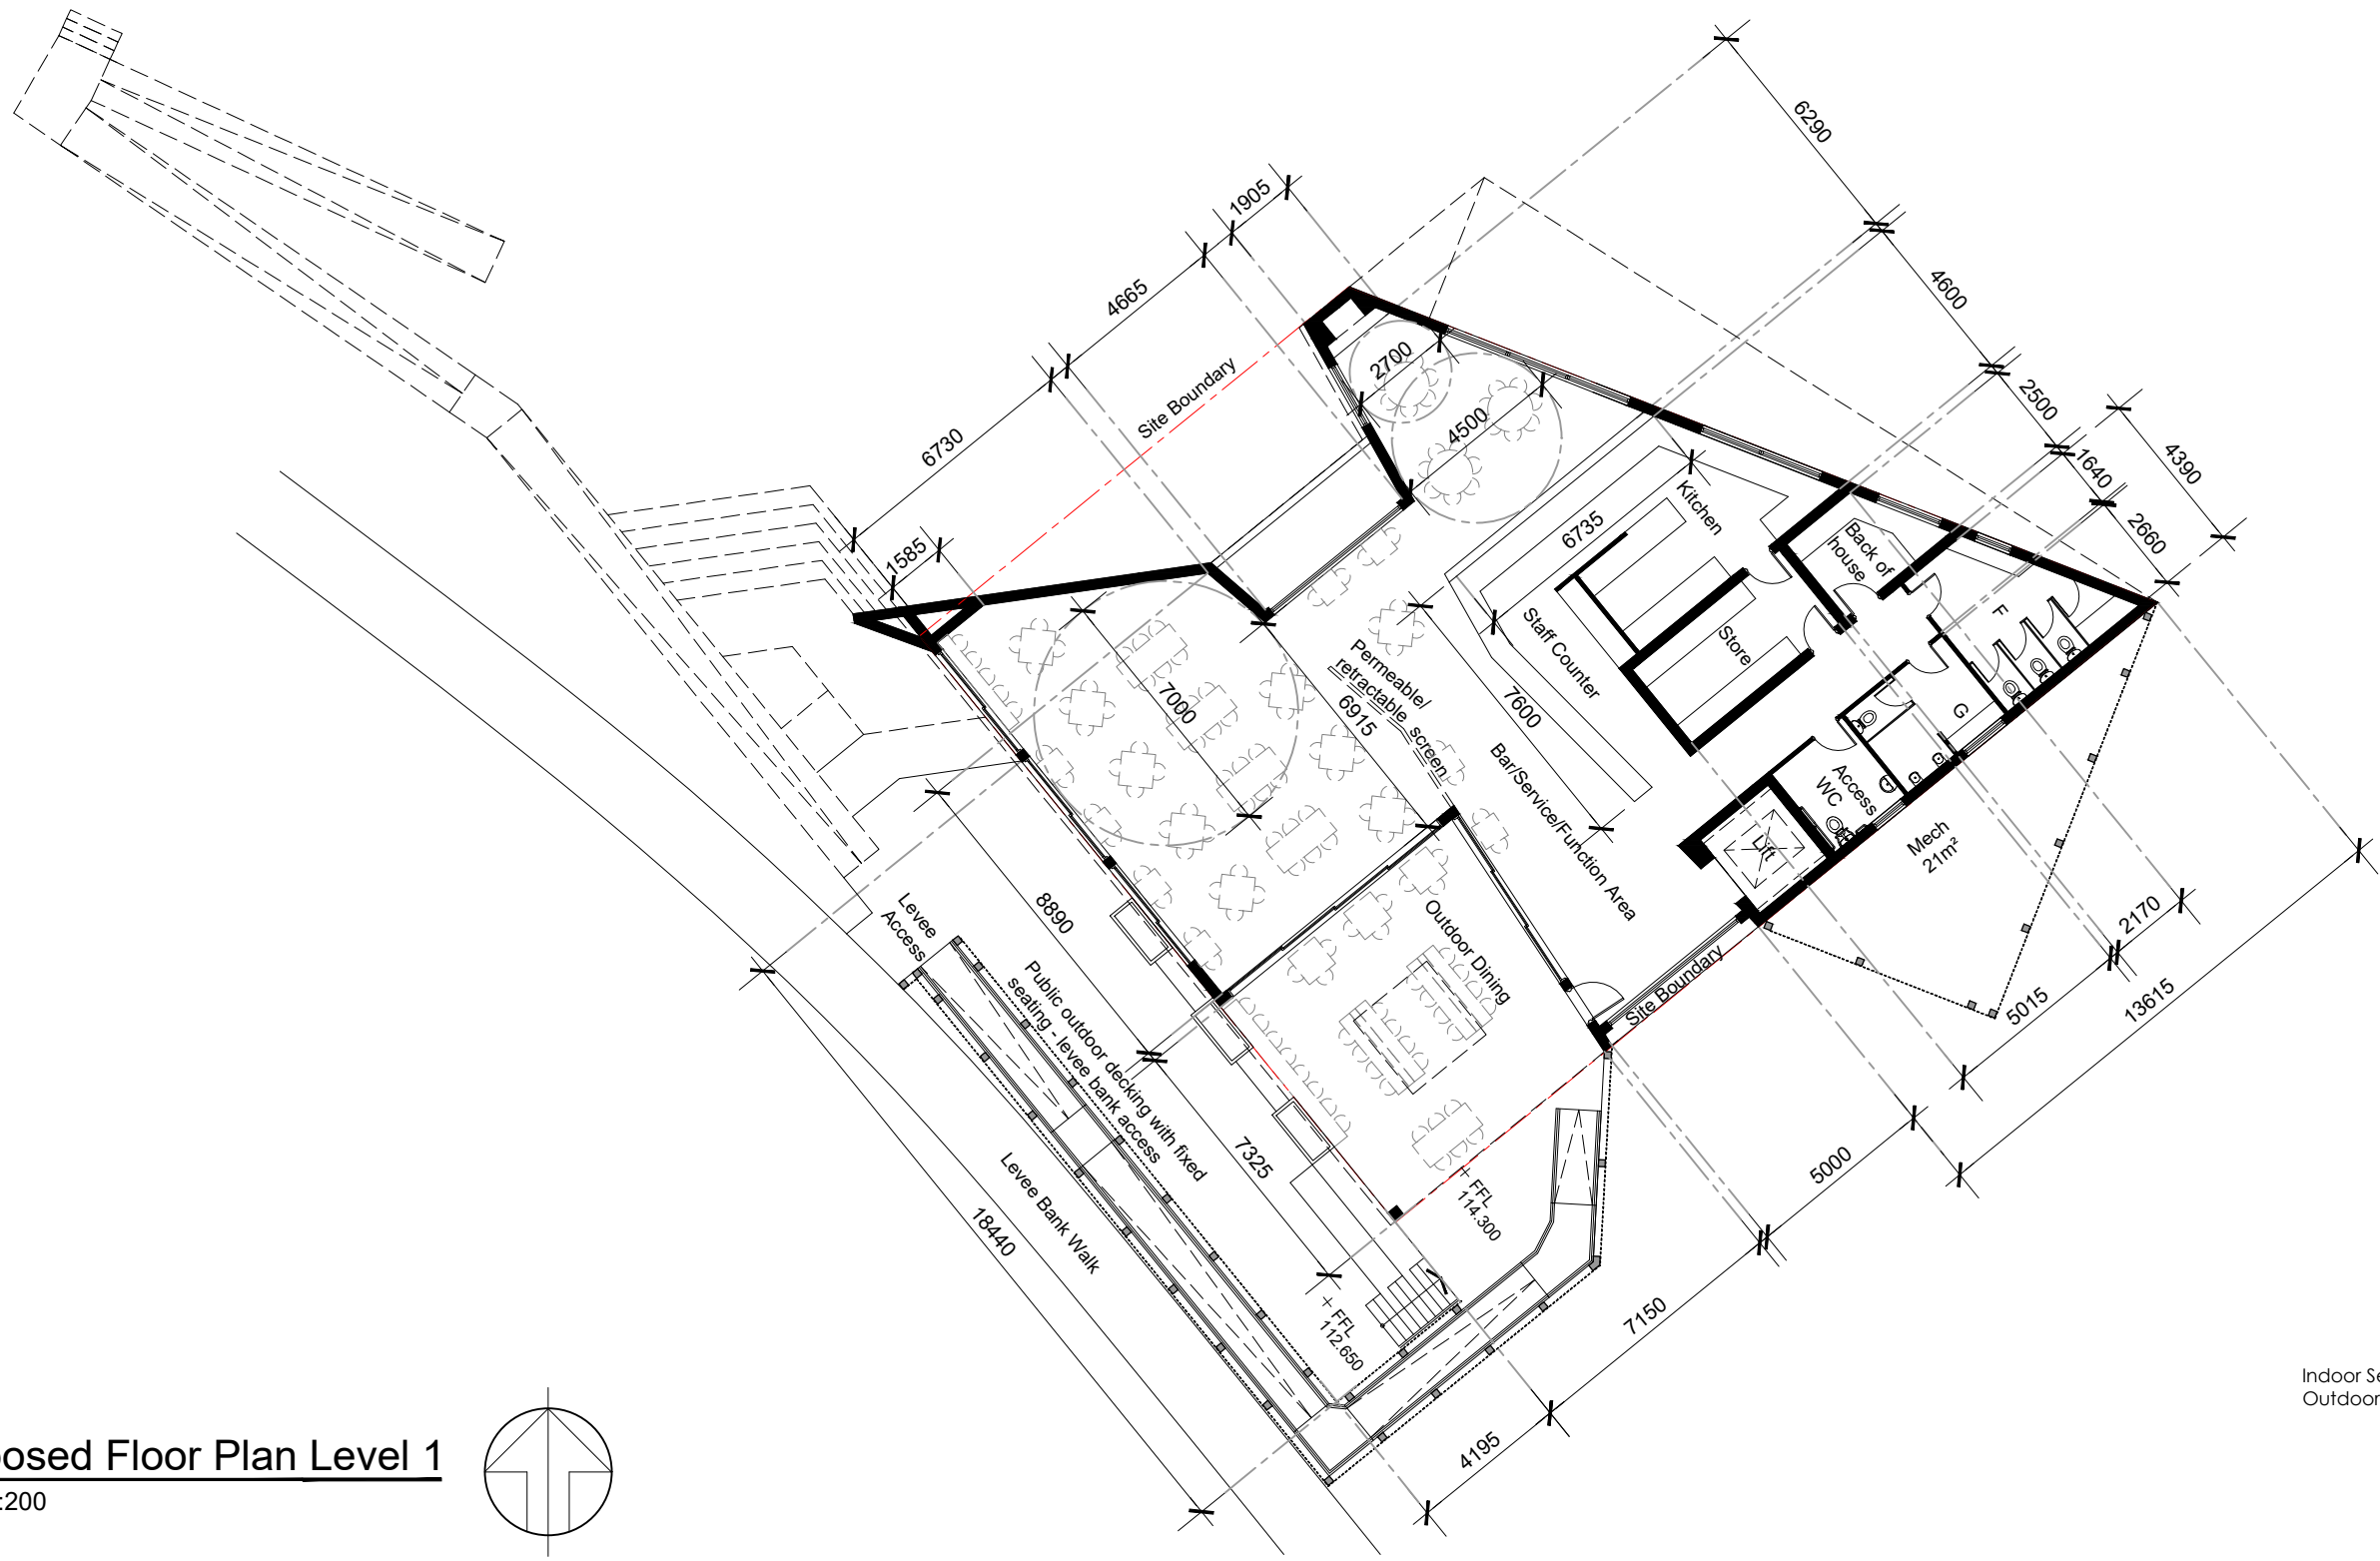 6290
1905
4600
4665
2700
Site Boundary
4500
2500
6730
4390
1640
Kitchen
6735
2660
Back of
house
1585
F
Store
Staff Counter
Permeable/
retractable screen
7000
6915
7600
G
Bar/Service/Function Area
Access
WC
Lift
Mech
21m²
Levee
Access
8890
Outdoor Dining
2170
Site Boundary
5015
13615
Public outdoor decking with fixed
seating - levee bank access
7325
5000
Levee Bank Walk
FFL
114.300
18440
7150
FFL
112.650
4195
Indoor Se
Outdoor
osed Floor Plan Level 1
:200